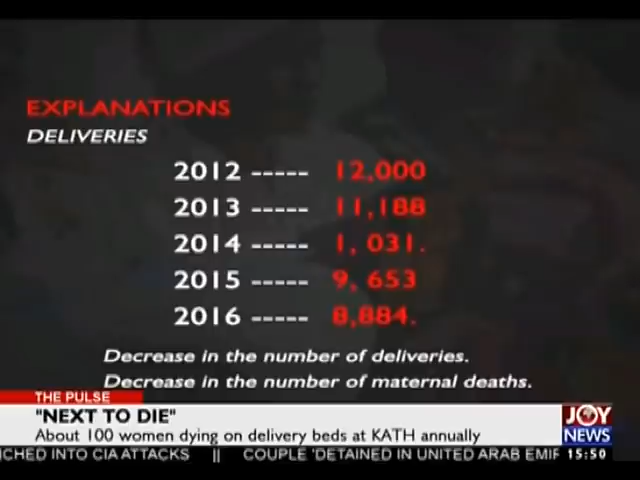 EXPLANATIONS
DELIVERIES
2012 ----- 12,000
2013 ----- 11,188
2014 ----- 1, 031.
2015 ----- 9, 653
2016 ----- 8,884.
Decrease in the number of deliveries.
Decrease in the number of maternal deaths.
THE PULSE
"NEXT TO DIE"
About 100 women dying on delivery beds at KATH annually
JOY
NEWS
CHED INTO CIA ATTACKS || COUPLE 'DETAINED IN UNITED ARAB EMIR
15:50